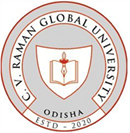 C. V. RAMAN GLOBAL UNIVERSITY
ODISHA
ESTD - 2020